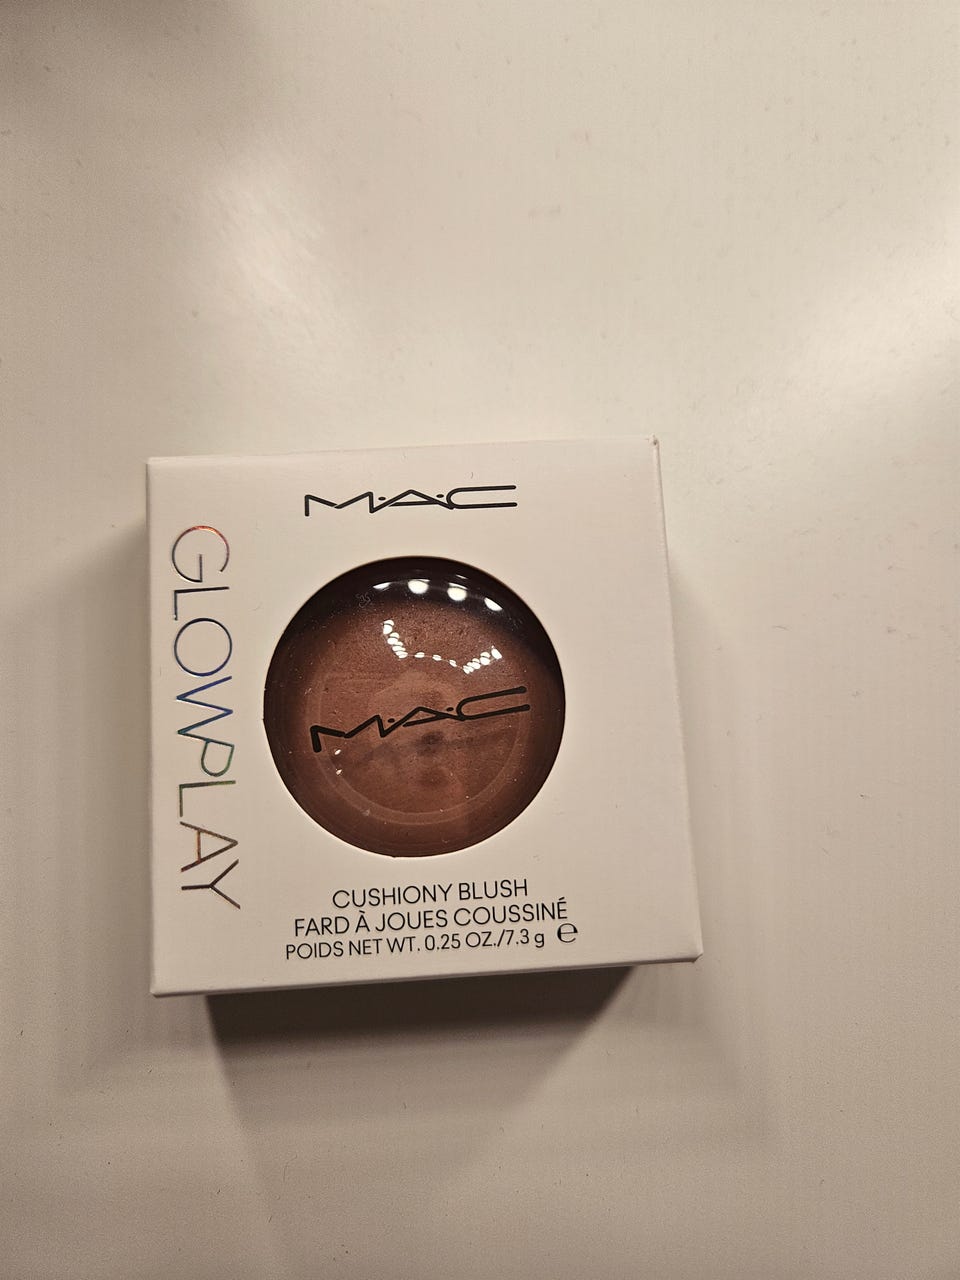 M·A·C
GLOWPLAY
M·A·C
CUSHIONY BLUSH
FARD À JOUES COUSSINÉ
POIDS NET WT. 0.25 OZ./7.3 g ℮